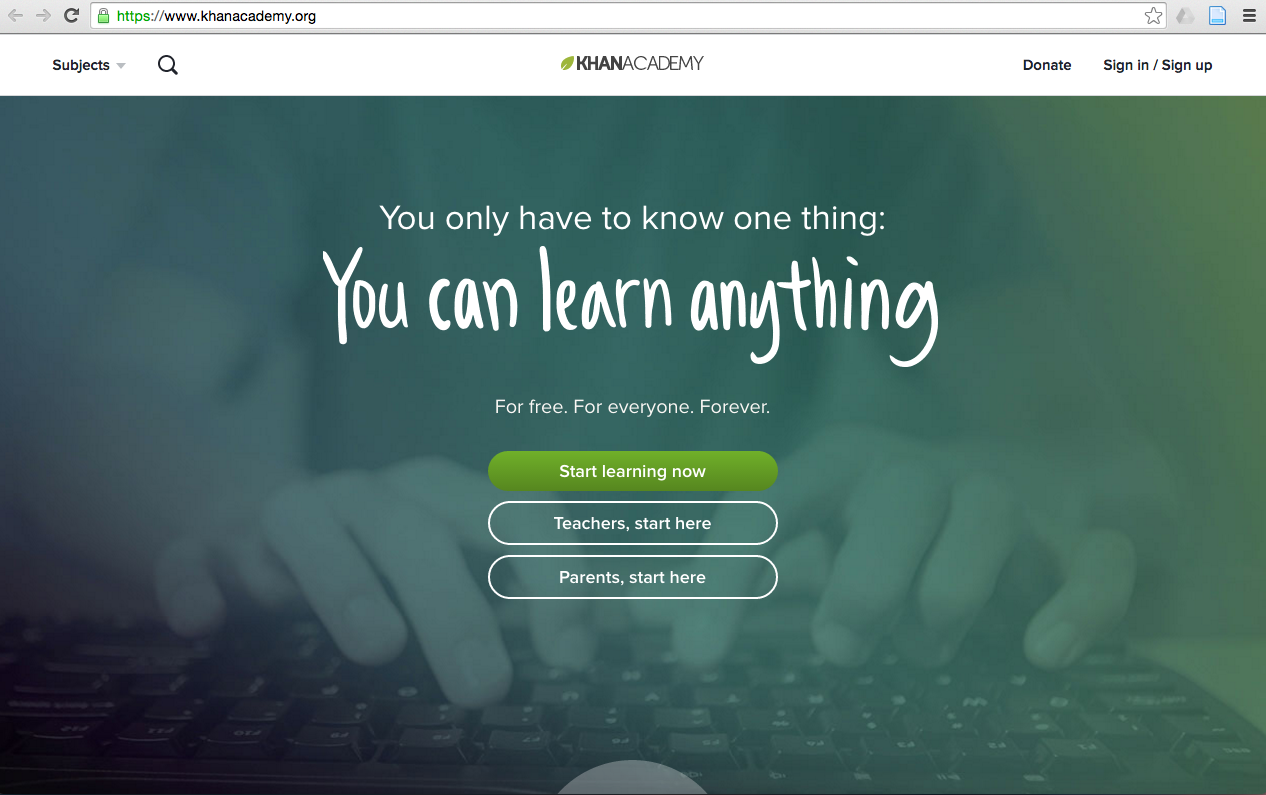 https://www.khanacademy.org
Subjects
KHANACADEMY
Donate
Sign in / Sign up
You only have to know one thing:
You can learn anything
For free. For everyone. Forever.
Start learning now
Teachers, start here
Parents, start here